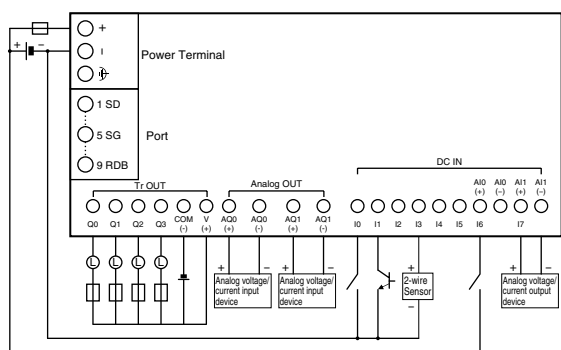 +
+ −
−
Power Terminal
1 SD
5 SG Port
9 RDB
DC IN
Tr OUT Analog OUT
AI0 AI0 AI1 AI1
(+) (−) (+) (−)
Q0 Q1 Q2 Q3 COM V AQ0 AQ0 AQ1 AQ1 I0 I1 I2 I3 I4 I5 I6 I7
(-) (+) (+) (-) (+) (-)
L L L L
+ − + − + + −
Analog voltage/
current input
device
Analog voltage/
current input
device
2-wire
Sensor
−
Analog voltage/
current output
device